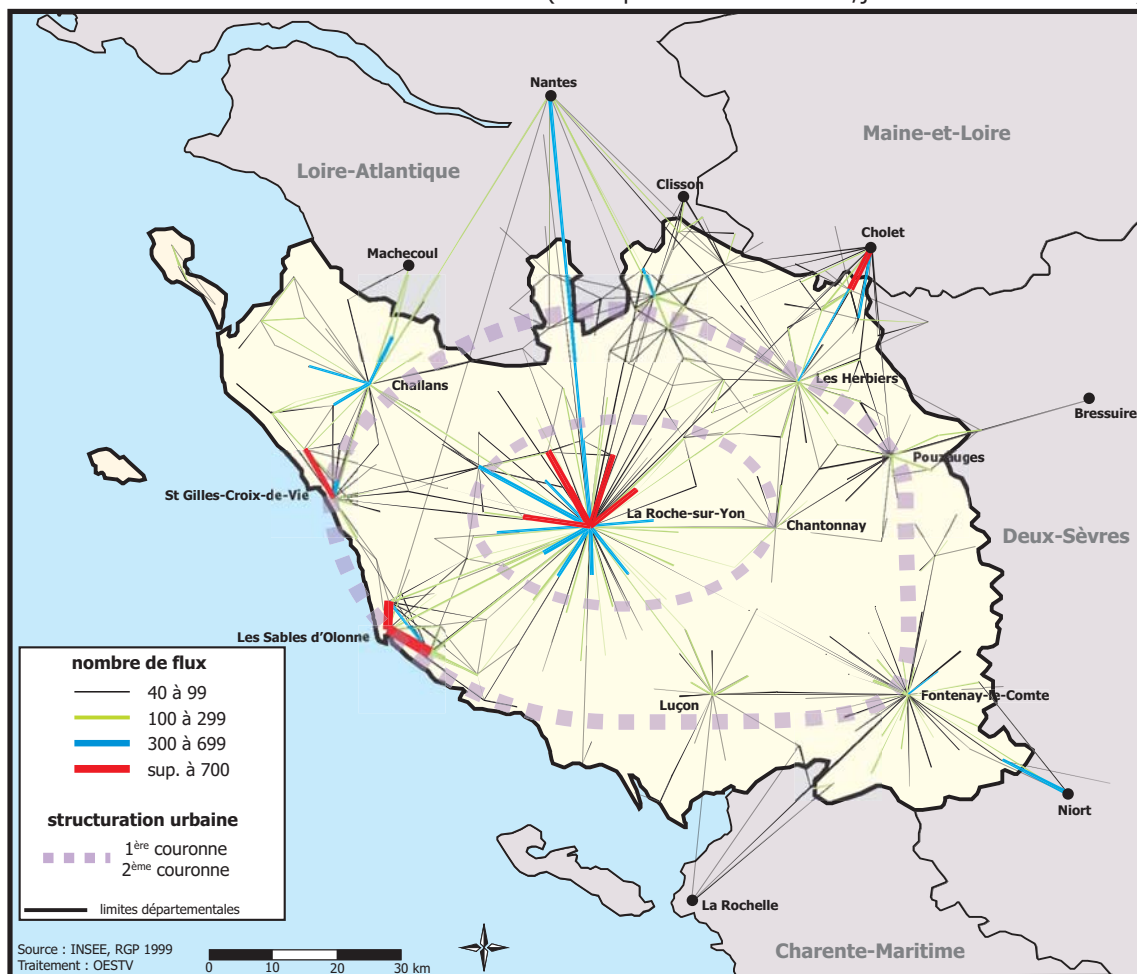 Nantes
Maine-et-Loire
Loire-Atlantique
Clisson
Cholet
Machecoul
Challans
Les Herbiers
Bressuire
Pouzauges
St Gilles-Croix-de-Vie
La Roche-sur-Yon
Chantonnay
Deux-Sèvres
Les Sables d'Olonne
nombre de flux
40 à 99
100 à 299
300 à 699
sup. à 700
structuration urbaine
1ère couronne
2ème couronne
limites départementales
Luçon
Fontenay-le-Comte
Niort
La Rochelle
Charente-Maritime
Source : INSEE, RGP 1999
Traitement : OESTV
0 10 20 30 km